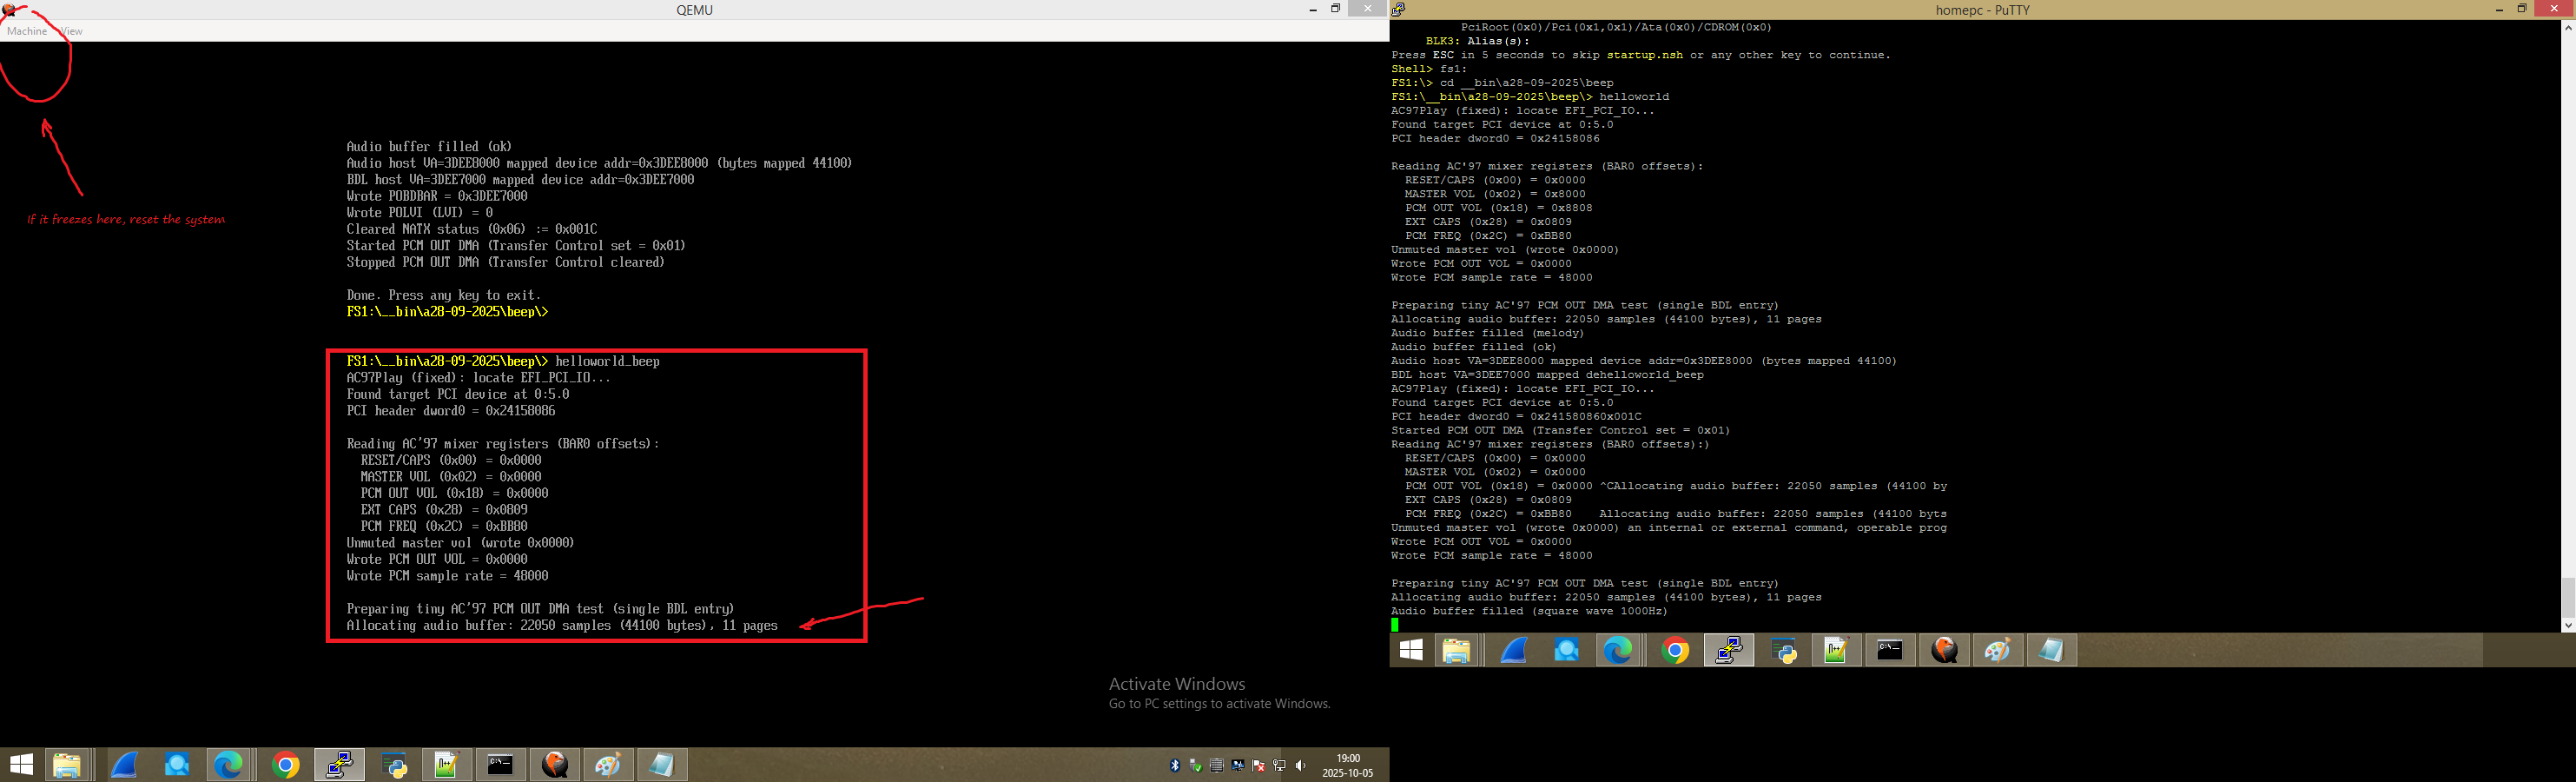 QEMU
Machine View
If it freezes here, reset the system
Audio buffer filled (ok)
Audio host VA=3DEE8000 mapped device addr=0x3DEE8000 (bytes mapped 44100)
BDL host VA=3DEE7000 mapped device addr=0x3DEE7000
Wrote POBDBAR = 0x3DEE7000
Wrote POLVI (LVI) = 0
Cleared NATX status (0x06) := 0x001C
Started PCM OUT DMA (Transfer Control set = 0x01)
Stopped PCM OUT DMA (Transfer Control cleared)
Done. Press any key to exit.
FS1:\__bin\a28-09-2025\beep\>
FS1:\__bin\a28-09-2025\beep\> helloworld_beep
AC97Play (fixed): locate EFI_PCI_IO...
Found target PCI device at 0:5.0
PCI header dword0 = 0x24158086
Reading AC'97 mixer registers (BAR0 offsets):
RESET/CAPS (0x00) = 0x0000
MASTER VOL (0x02) = 0x0000
PCM OUT VOL (0x18) = 0x0000
EXT CAPS (0x28) = 0x0809
PCM FREQ (0x2C) = 0xBB80
Unmuted master vol (wrote 0x0000)
Wrote PCM OUT VOL = 0x0000
Wrote PCM sample rate = 48000
Preparing tiny AC'97 PCM OUT DMA test (single BDL entry)
Allocating audio buffer: 22050 samples (44100 bytes), 11 pages
Activate Windows
Go to PC settings to activate Windows.
19:00
2025-10-05
homepc - PuTTY
PciRoot(0x0)/Pci(0x1,0x1)/Ata(0x0)/CDROM(0x0)
BLK3: Alias(s):
Press ESC in 5 seconds to skip startup.nsh or any other key to continue.
Shell> fs1:
FS1:\> cd __bin\a28-09-2025\beep
FS1:\__bin\a28-09-2025\beep\> helloworld
AC97Play (fixed): locate EFI_PCI_IO...
Found target PCI device at 0:5.0
PCI header dword0 = 0x24158086
Reading AC'97 mixer registers (BAR0 offsets):
RESET/CAPS (0x00) = 0x0000
MASTER VOL (0x02) = 0x8000
PCM OUT VOL (0x18) = 0x8808
EXT CAPS (0x28) = 0x0809
PCM FREQ (0x2C) = 0xBB80
Unmuted master vol (wrote 0x0000)
Wrote PCM OUT VOL = 0x0000
Wrote PCM sample rate = 48000
Preparing tiny AC'97 PCM OUT DMA test (single BDL entry)
Allocating audio buffer: 22050 samples (44100 bytes), 11 pages
Audio buffer filled (melody)
Audio buffer filled (ok)
Audio host VA=3DEE8000 mapped device addr=0x3DEE8000 (bytes mapped 44100)
BDL host VA=3DEE7000 mapped dehelloworld_beep
AC97Play (fixed): locate EFI_PCI_IO...
Found target PCI device at 0:5.0
PCI header dword0 = 0x241580860x001C
Started PCM OUT DMA (Transfer Control set = 0x01)
Reading AC'97 mixer registers (BAR0 offsets):)
RESET/CAPS (0x00) = 0x0000
MASTER VOL (0x02) = 0x0000
PCM OUT VOL (0x18) = 0x0000 ^CAllocating audio buffer: 22050 samples (44100 by
EXT CAPS (0x28) = 0x0809
PCM FREQ (0x2C) = 0xBB80 Allocating audio buffer: 22050 samples (44100 byts
Unmuted master vol (wrote 0x0000) an internal or external command, operable prog
Wrote PCM OUT VOL = 0x0000
Wrote PCM sample rate = 48000
Preparing tiny AC'97 PCM OUT DMA test (single BDL entry)
Allocating audio buffer: 22050 samples (44100 bytes), 11 pages
Audio buffer filled (square wave 1000Hz)